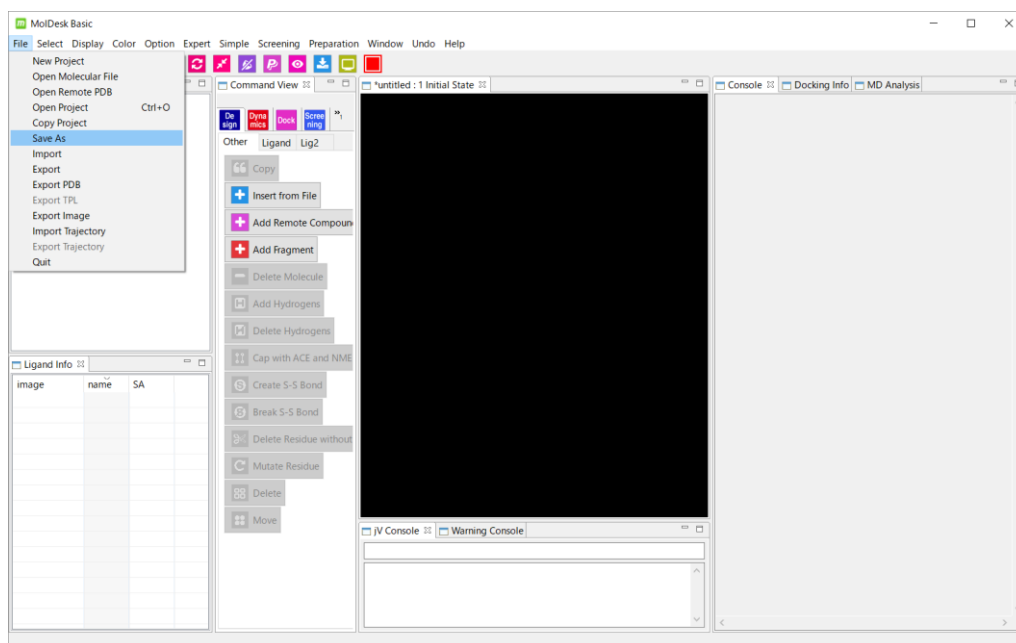 MolDesk Basic
File Select Display Color Option Expert Simple Screening Preparation Window Undo Help
New Project
Open Molecular File
Open Remote PDB
Open Project Ctrl+O
Copy Project
Save As
Import
Export
Export PDB
Export TPL
Export Image
Import Trajectory
Export Trajectory
Quit
Command View
De
sign
Dyna
mics
Dock
Scree
ning
Other Ligand Lig2
Copy
Insert from File
Add Remote Compoun
Add Fragment
Delete Molecule
Add Hydrogens
Delete Hydrogens
Cap with ACE and NME
Create S-S Bond
Break S-S Bond
Delete Residue without
Mutate Residue
Delete
Move
*untitled : 1 Initial State
Console Docking Info MD Analysis
Ligand Info
image name SA
jV Console Warning Console